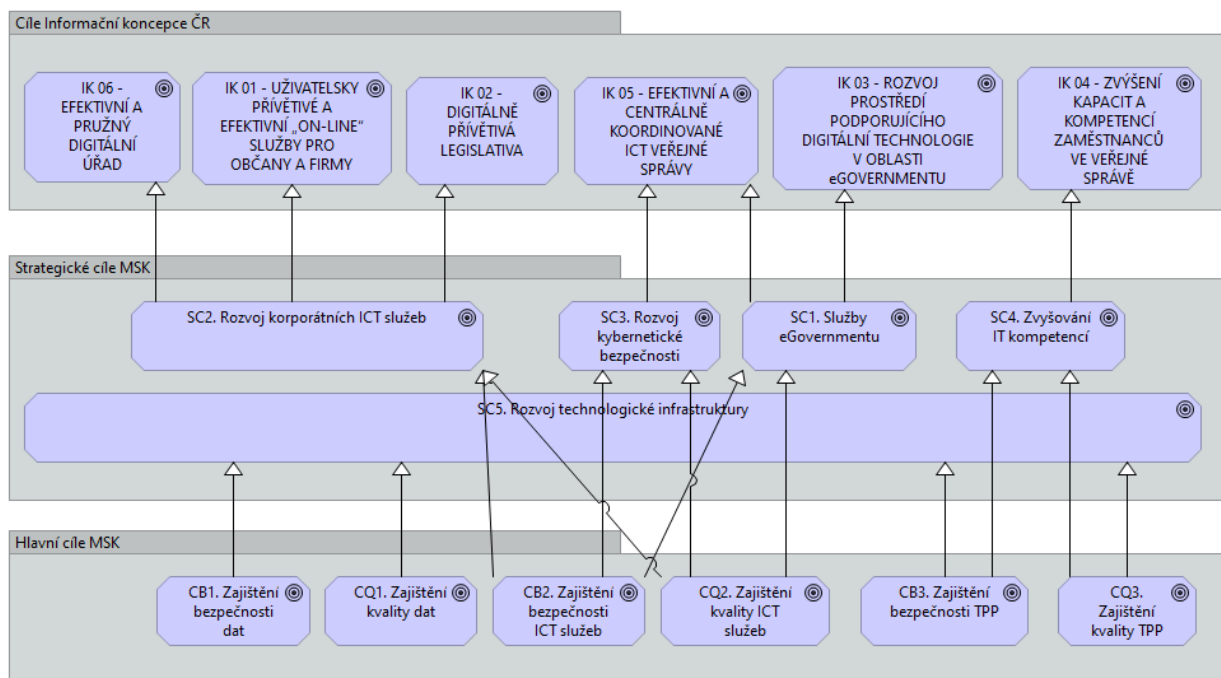 Cíle Informační koncepce ČR
IK 06 -
EFEKTIVNÍ A
PRUŽNÝ
DIGITÁLNÍ
ÚŘAD
IK 01 - UŽIVATELSKY
PŘÍVĚTIVÉ A
EFEKTIVNÍ „ON-LINE“
SLUŽBY PRO
OBČANY A FIRMY
IK 02 -
DIGITÁLNĚ
PŘÍVĚTIVÁ
LEGISLATIVA
IK 05 - EFEKTIVNÍ A
CENTRÁLNĚ
KOORDINOVANÉ
ICT VEŘEJNÉ
SPRÁVY
IK 03 - ROZVOJ
PROSTŘEDÍ
PODPORUJÍCÍHO
DIGITÁLNÍ TECHNOLOGIE
V OBLASTI
eGOVERNMENTU
IK 04 - ZVÝŠENÍ
KAPACIT A
KOMPETENCÍ
ZAMĚSTNANCŮ
VE VEŘEJNÉ
SPRÁVĚ
Strategické cíle MSK
SC2. Rozvoj korporátních ICT služeb
SC3. Rozvoj
kybernetické
bezpečnosti
SC1. Služby
eGovernmentu
SC4. Zvyšování
IT kompetencí
SC5. Rozvoj technologické infrastruktury
Hlavní cíle MSK
CB1. Zajištění
bezpečnosti
dat
CQ1. Zajištění
kvality dat
CB2. Zajištění
bezpečnosti
ICT služeb
CQ2. Zajištění
kvality ICT
služeb
CB3. Zajištění
bezpečnosti TPP
CQ3.
Zajištění
kvality TPP